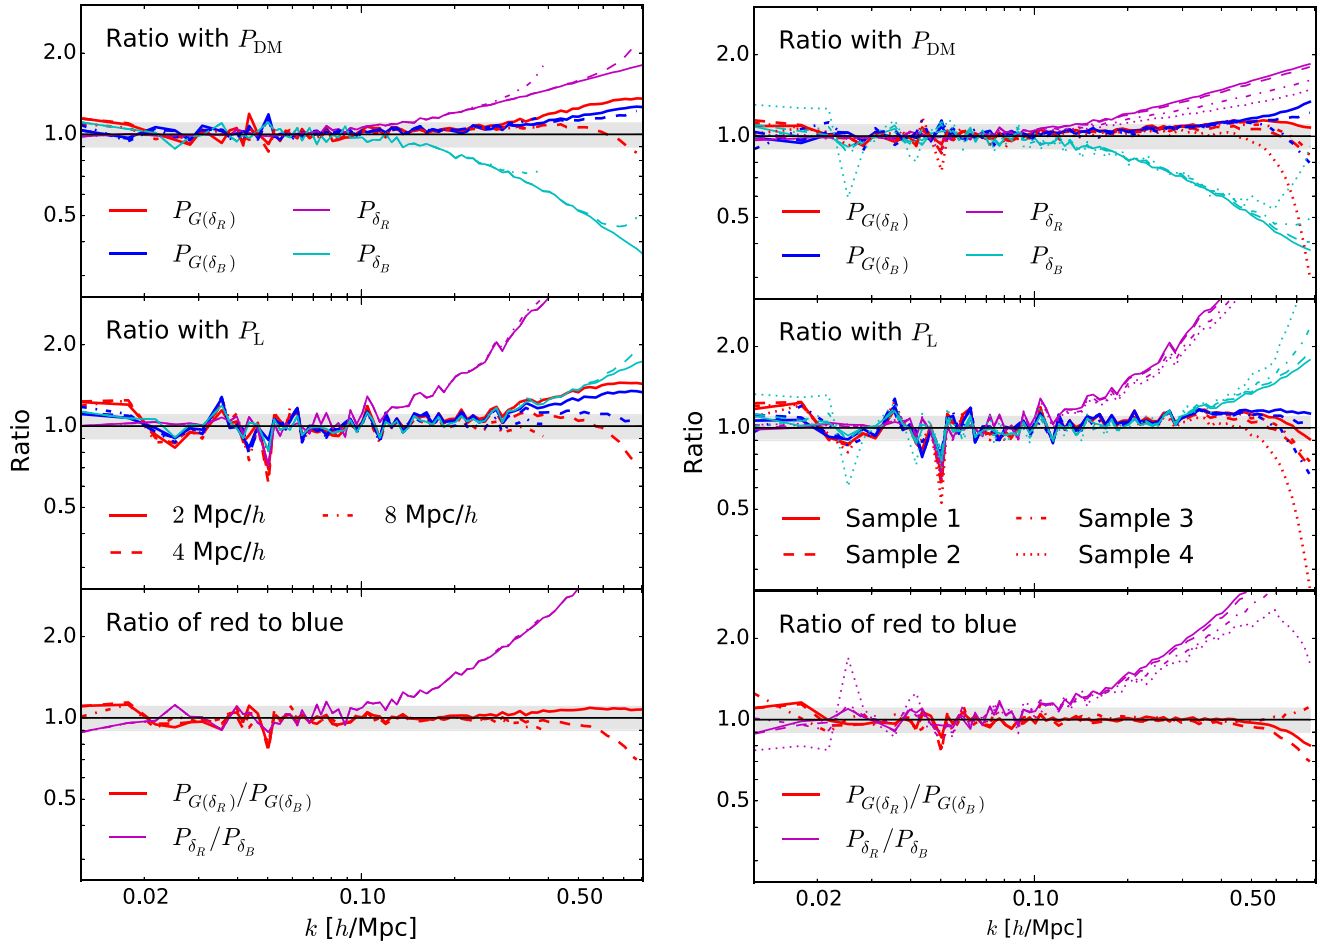 Ratio with P_DM
2.0
1.0
0.5
P_G(δ_R)
P_δ_R
P_G(δ_B)
P_δ_B
Ratio with P_L
2.0
1.0
0.5
2 Mpc/h
8 Mpc/h
4 Mpc/h
Ratio
Ratio of red to blue
2.0
1.0
0.5
P_G(δ_R)/P_G(δ_B)
P_δ_R/P_δ_B
0.02
0.10
0.50
k [h/Mpc]
Ratio with P_DM
2.0
1.0
0.5
P_G(δ_R)
P_δ_R
P_G(δ_B)
P_δ_B
Ratio with P_L
2.0
1.0
0.5
Sample 1
Sample 3
Sample 2
Sample 4
Ratio
Ratio of red to blue
2.0
1.0
0.5
P_G(δ_R)/P_G(δ_B)
P_δ_R/P_δ_B
0.02
0.10
0.50
k [h/Mpc]